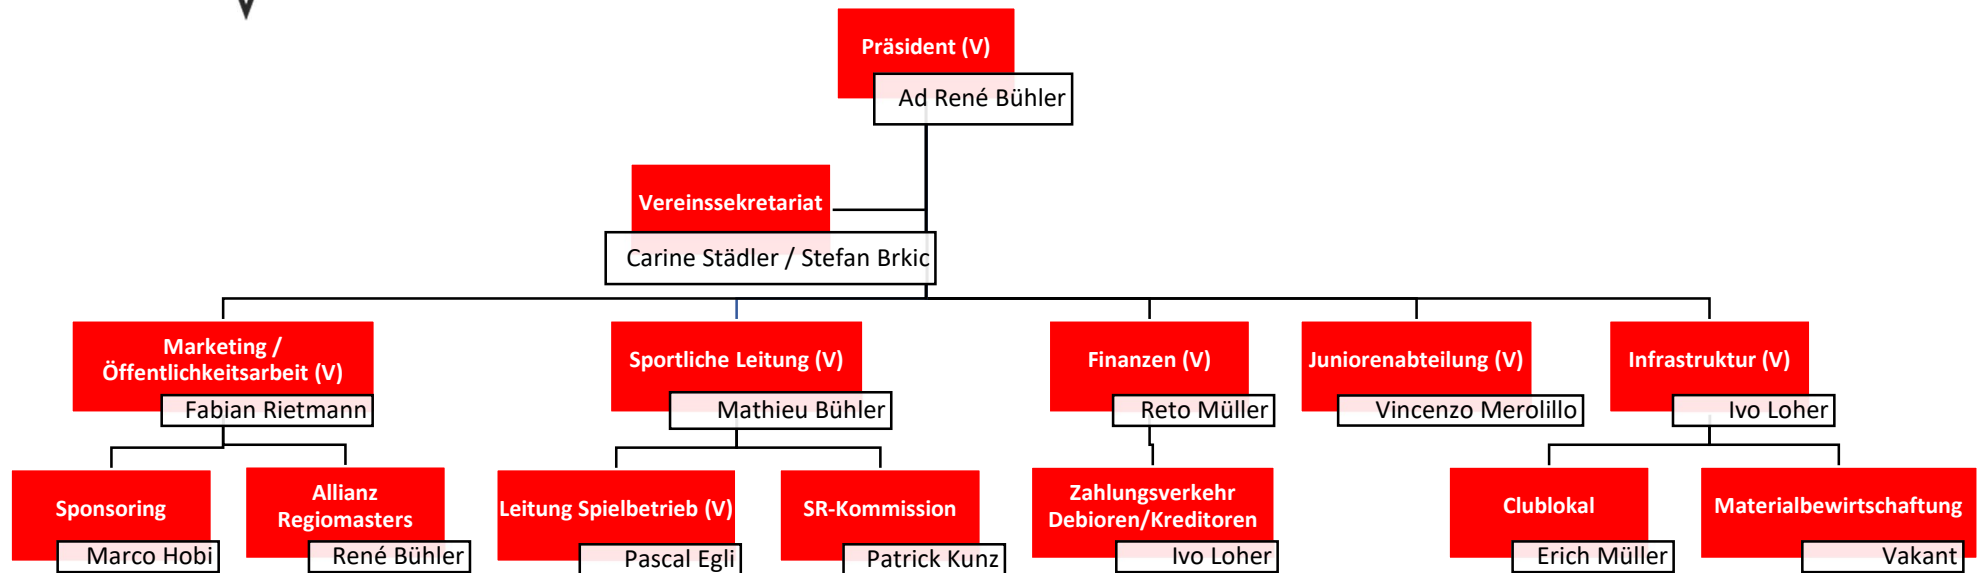 Präsident (V)
Ad René Bühler
Vereinssekretariat
Carine Städler / Stefan Brkic
Marketing /
Öffentlichkeitsarbeit (V)
Fabian Rietmann
Sportliche Leitung (V)
Mathieu Bühler
Finanzen (V)
Reto Müller
Juniorenabteilung (V)
Vincenzo Merolillo
Infrastruktur (V)
Ivo Loher
Sponsoring
Marco Hobi
Allianz
Regiomasters
René Bühler
Leitung Spielbetrieb (V)
Pascal Egli
SR-Kommission
Patrick Kunz
Zahlungsverkehr
Debioren/Kreditoren
Ivo Loher
Clublokal
Erich Müller
Materialbewirtschaftung
Vakant